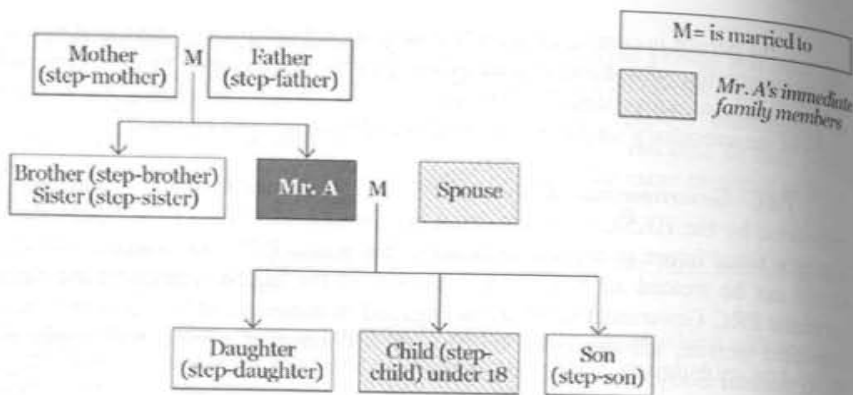 M= is married to
Mr. A's immediate
family members
Mother
(step-mother)
M
Father
(step-father)
Brother (step-brother)
Sister (step-sister)
Mr. A
M
Spouse
Daughter
(step-daughter)
Child (step-
child) under 18
Son
(step-son)